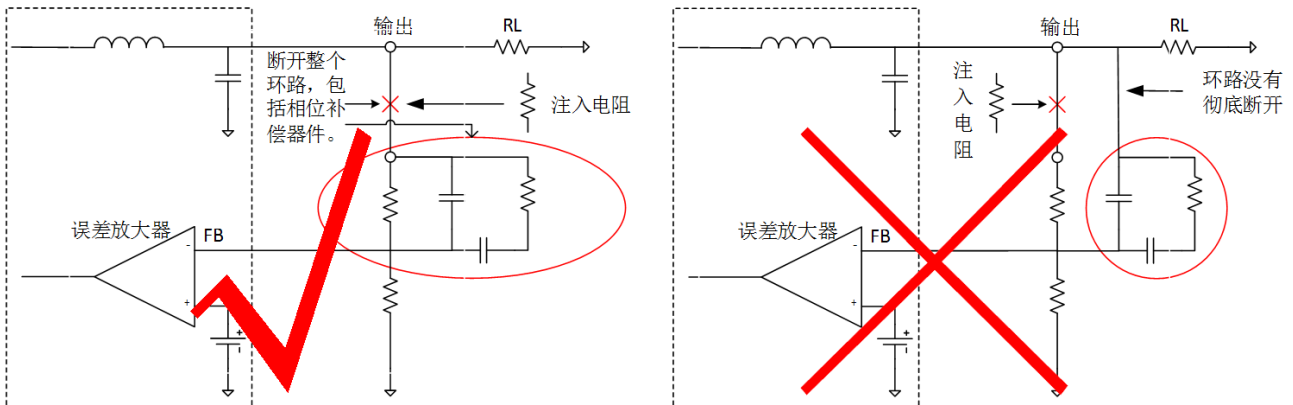 输出
RL
断开整个
环路，包
括相位补
偿器件。
注入电阻
误差放大器
FB
-
+
+
输出
RL
注
入
电
阻
环路没有
彻底断开
误差放大器
FB
-
+
+